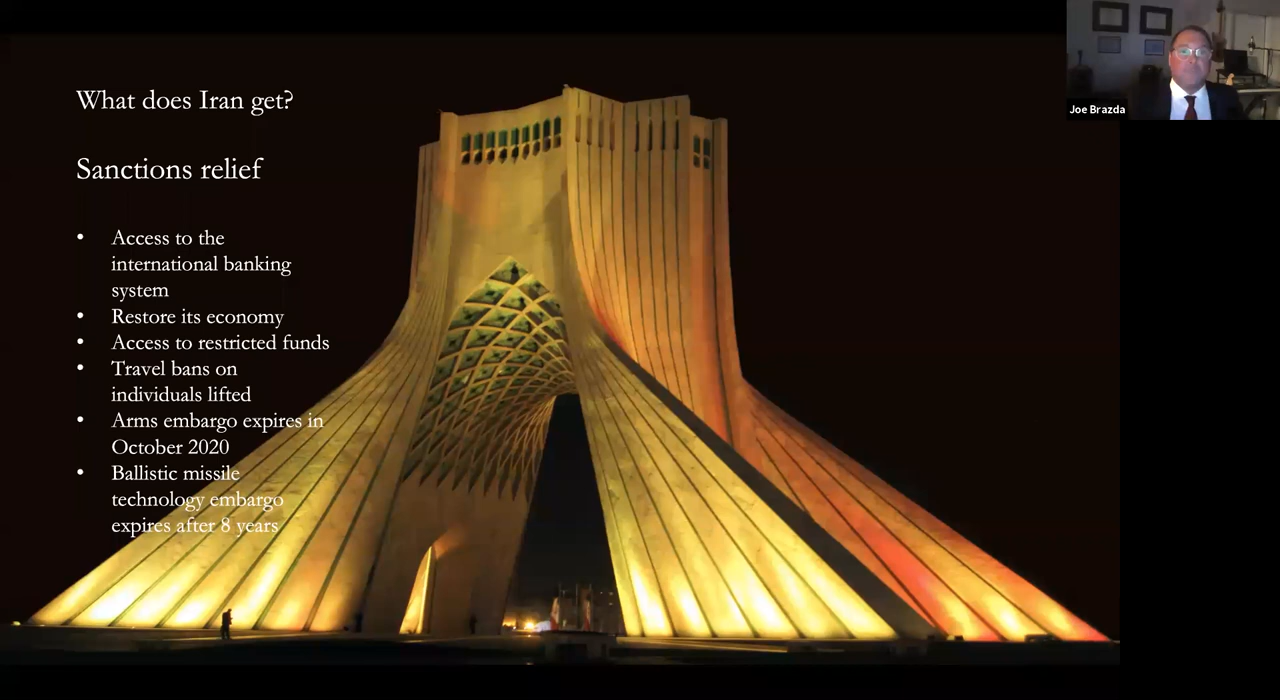 What does Iran get?
Sanctions relief
• Access to the
international banking
system
• Restore its economy
• Access to restricted funds
• Travel bans on
individuals lifted
• Arms embargo expires in
October 2020
• Ballistic missile
technology embargo
expires after 8 years
Joe Brazda